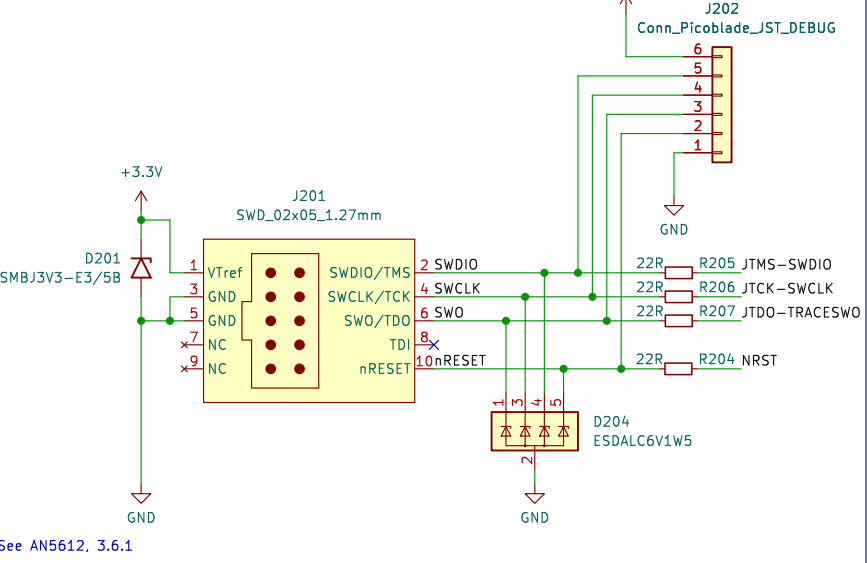 J202
Conn_Picoblade_JST_DEBUG
6
5
4
3
2
1
GND
+3.3V
J201
SWD_02x05_1.27mm
D201
SMBJ3V3-E3/5B
1 VTref
3 GND
5 GND
7 NC
9 NC
SWDIO/TMS 2 SWDIO
SWCLK/TCK 4 SWCLK
SWO/TDO 6 SWO
TDI 8
nRESET 10 nRESET
22R R205 JTMS-SWDIO
22R R206 JTCK-SWCLK
22R R207 JTDO-TRACESWO
22R R204 NRST
1 3 4 5
2
D204
ESDALC6V1W5
GND
GND
See AN5612, 3.6.1